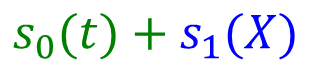 s₀(t) + s₁(X)